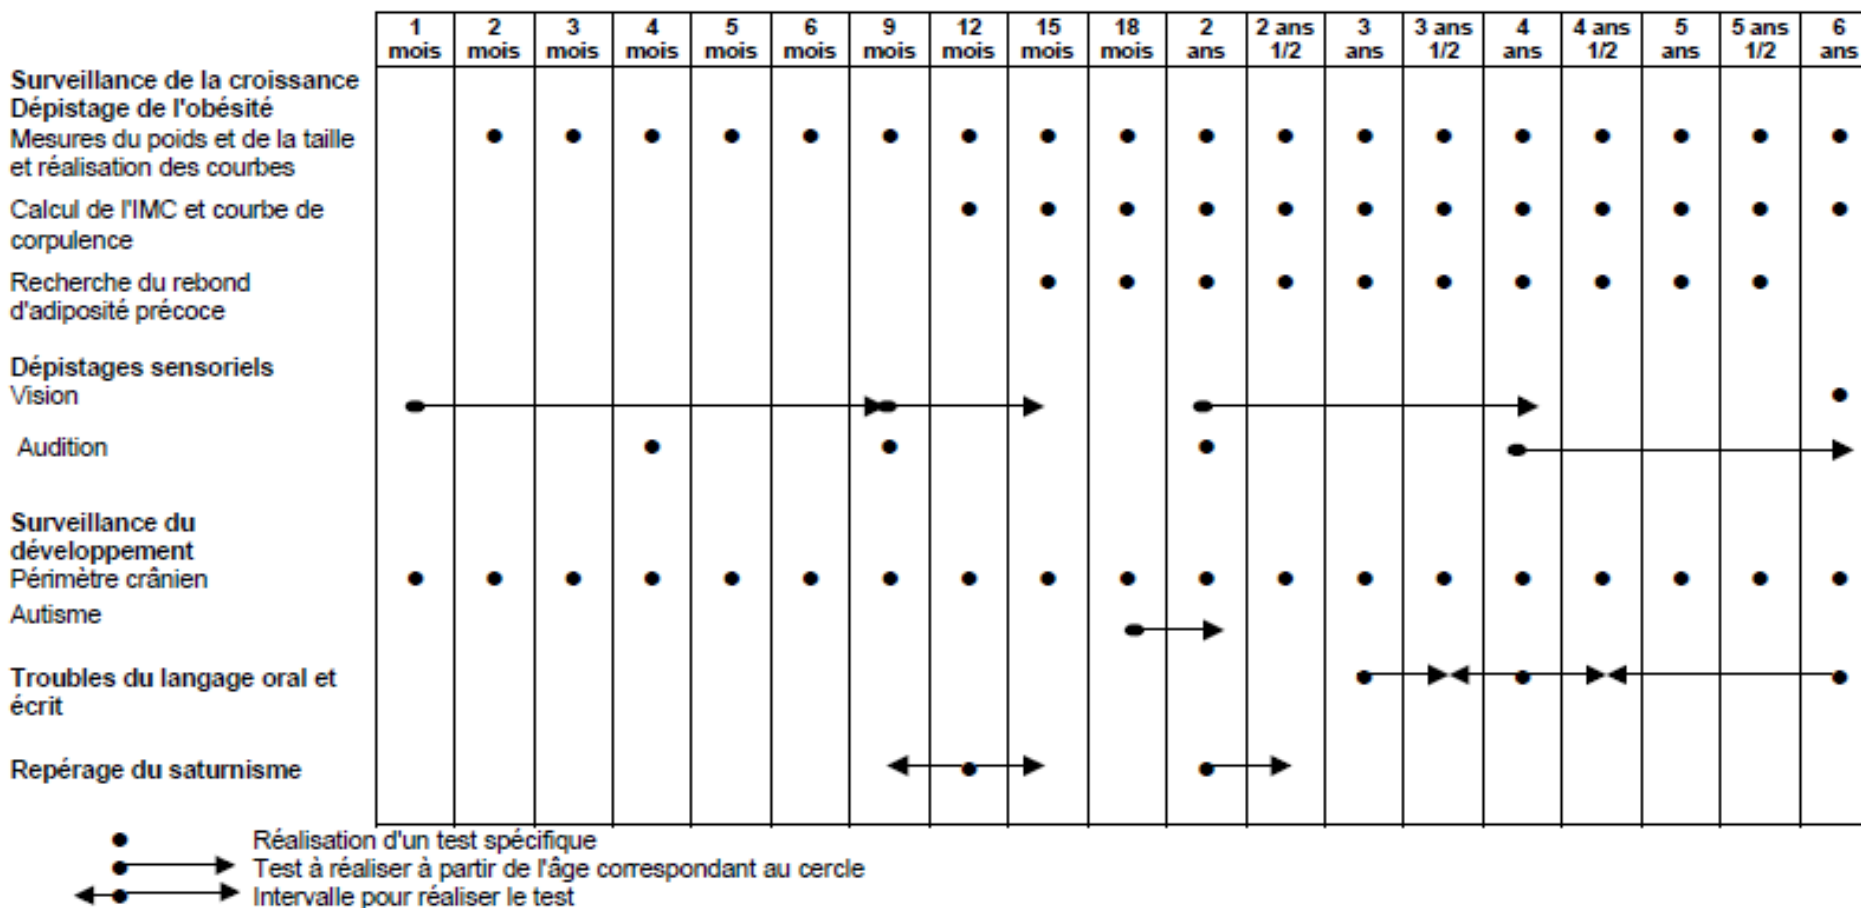 1 2 3 4 5 6 9 12 15 18 2 2 ans 3 3 ans 4 4 ans 5 5 ans 6
mois mois mois mois mois mois mois mois mois mois ans 1/2 ans 1/2 ans 1/2 ans 1/2 ans
Surveillance de la croissance
Dépistage de l'obésité
Mesures du poids et de la taille
et réalisation des courbes
Calcul de l'IMC et courbe de
corpulence
Recherche du rebond
d'adiposité précoce
Dépistages sensoriels
Vision
Audition
Surveillance du
développement
Périmètre crânien
Autisme
Troubles du langage oral et
écrit
Repérage du saturnisme
Réalisation d'un test spécifique
Test à réaliser à partir de l'âge correspondant au cercle
Intervalle pour réaliser le test